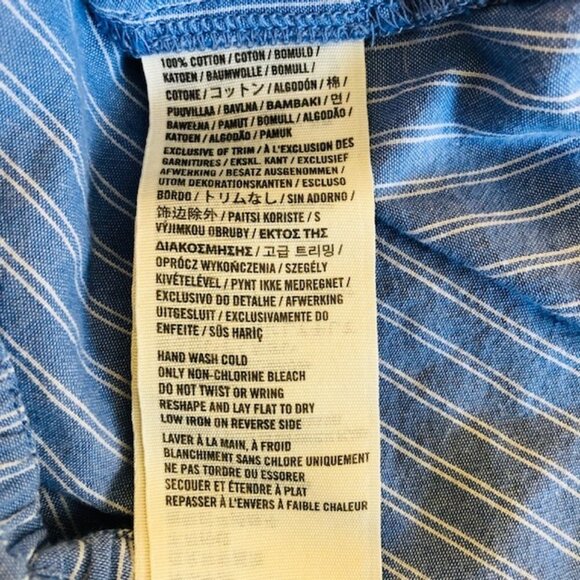 100% COTTON / COTON / BOMULD /
KATOEN / BAUMWOLLE / BOMULL /
COTONE / コットン / ALGODÓN / 棉 /
PUUVILLAA / BAVLNA / ΒΑΜΒΑΚΙ / 면 /
BAWEŁNA / PAMUT / BOMULL / ALGODÃO /
KATOEN / ALGODÃO / PAMUK
EXCLUSIVE OF TRIM / À L'EXCLUSION DES
GARNITURES / EKSKL. KANT / EXCLUSIEF
AFWERKING / BESATZ AUSGENOMMEN /
UTOM DEKORATIONSKANTEN / ESCLUSO
BORDO / トリムなし / SIN ADORNO /
饰边除外 / PAITSI KORISTE / S
VÝJIMKOU OBRUBY / ΕΚΤΟΣ ΤΗΣ
ΔΙΑΚΟΣΜΗΣΗΣ / 고급 트리밍 /
OPRÓCZ WYKOŃCZENIA / SZEGÉLY
KIVÉTELÉVEL / PYNT IKKE MEDREGNET /
EXCLUSIVO DO DETALHE / AFWERKING
UITGESLUIT / EXCLUSIVAMENTE DO
ENFEITE / SÜS HARİÇ
HAND WASH COLD
ONLY NON-CHLORINE BLEACH
DO NOT TWIST OR WRING
RESHAPE AND LAY FLAT TO DRY
LOW IRON ON REVERSE SIDE
LAVER À LA MAIN, À FROID
BLANCHIMENT SANS CHLORE UNIQUEMENT
NE PAS TORDRE OU ESSORER
SECOUER ET ÉTENDRE À PLAT
REPASSER À L'ENVERS À FAIBLE CHALEUR